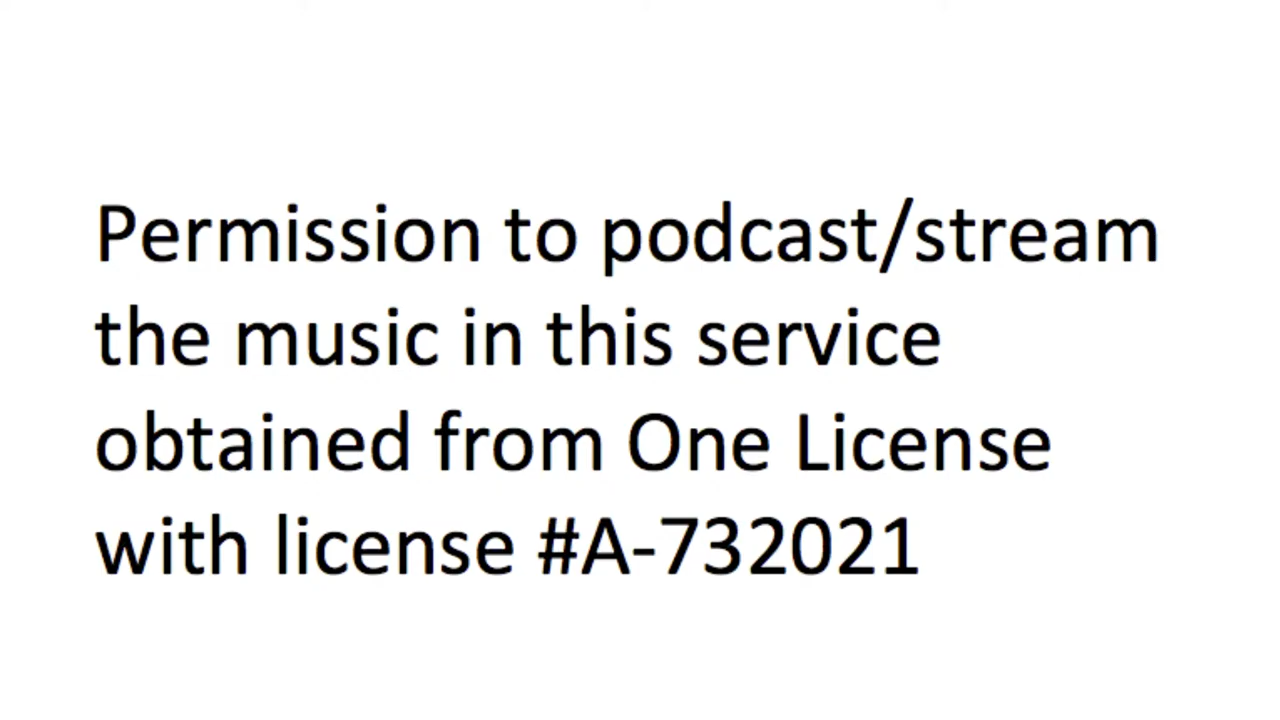 Permission to podcast/stream
the music in this service
obtained from One License
with license #A-732021